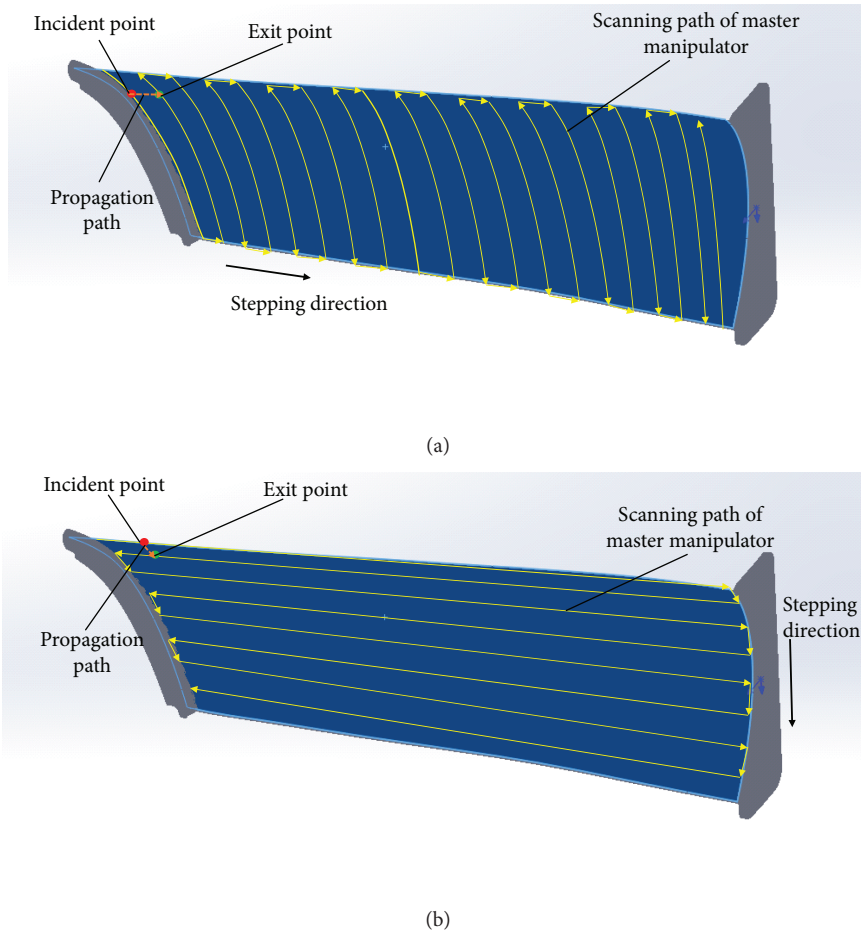 Incident point
Exit point
Scanning path of master
manipulator
Propagation
path
Stepping direction
(a)
Incident point
Exit point
Scanning path of
master manipulator
Stepping
direction
Propagation
path
(b)